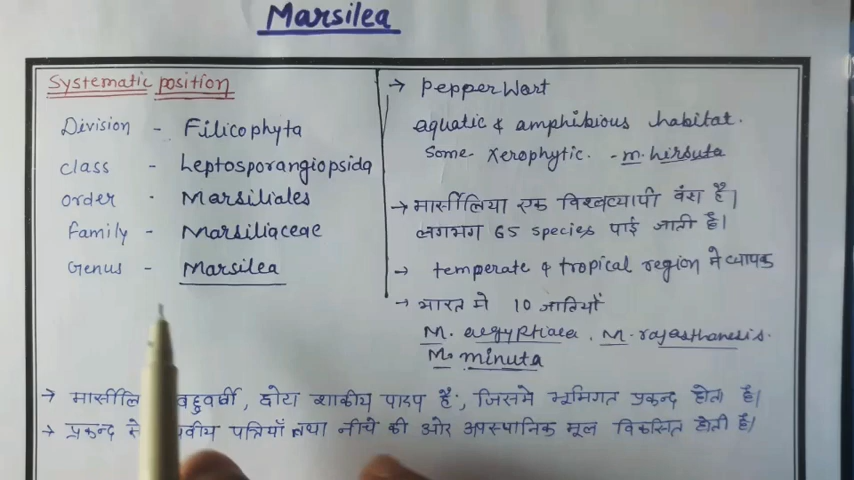 Marsilea
Systematic position
Division - Filicophyta
class - Leptosporangiopsida
order - Marsiliales
Family - Marsiliaceae
Genus - Marsilea
→ Pepper Wort
aquatic & amphibious habitat.
Some Xerophytic. - m. hirsuta
→ मार्सीलिया एक विश्वव्यापी वंश है।
लगभग 65 species पाई जाती है।
→ temperate & tropical region मे व्यापक
→ भारत मे 10 जातियाँ
M. aegyptiaca, M. rajasthanesis.
M. minuta
→ बहुवर्षी, छोटा शाकीय पादप है, जिसमे भूमिगत प्रकन्द होता है।
→ प्रकन्द से पत्तियाँ तथा नीचे की ओर अपस्थानिक मूल विकसित होती है।